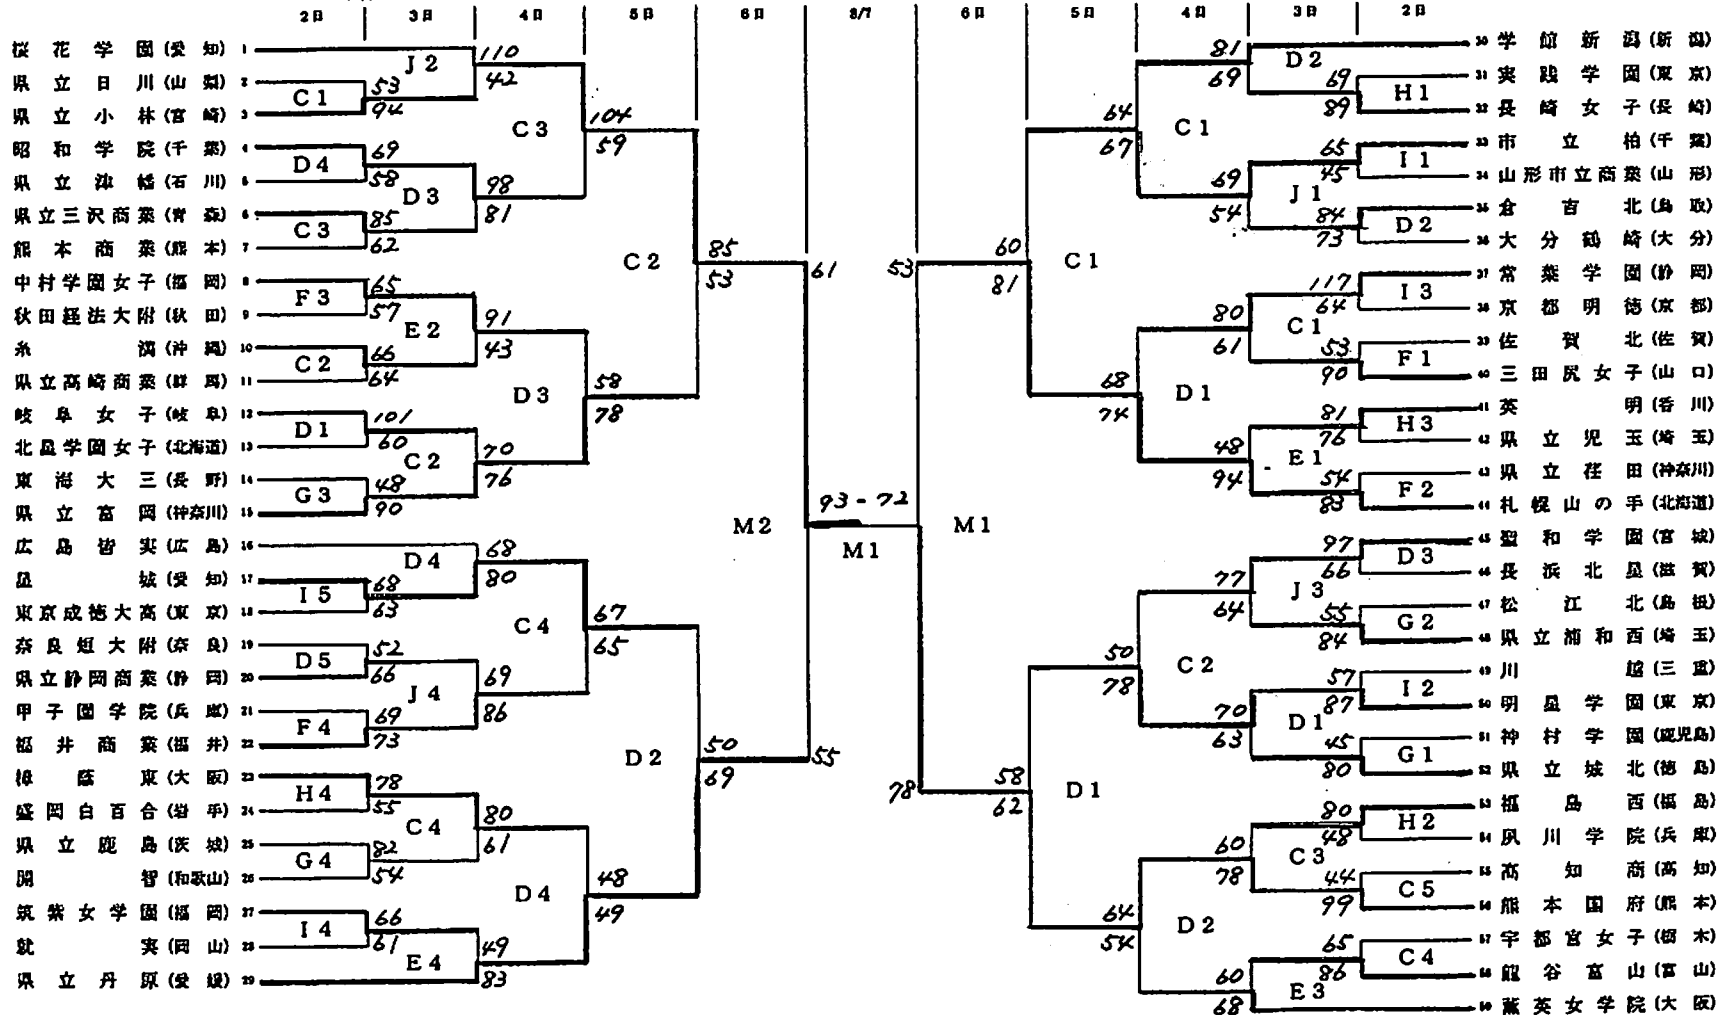 2日 3日 4日 5日 6日 8/7 6日 5日 4日 3日 2日
桜花学園(愛知) 1
県立日川(山梨) 2
県立小林(宮崎) 3
昭和学院(千葉) 4
県立津幡(石川) 5
県立三沢商業(青森) 6
熊本商業(熊本) 7
中村学園女子(福岡) 8
秋田経法大附(秋田) 9
糸満(沖縄) 10
県立高崎商業(群馬) 11
岐阜女子(岐阜) 12
北星学園女子(北海道) 13
東海大三(長野) 14
県立富岡(神奈川) 15
広島皆実(広島) 16
星城(愛知) 17
東京成徳大高(東京) 18
奈良短大附(奈良) 19
県立静岡商業(静岡) 20
甲子園学院(兵庫) 21
福井商業(福井) 22
樟蔭東(大阪) 23
盛岡白百合(岩手) 24
県立鹿島(茨城) 25
開智(和歌山) 26
筑紫女学園(福岡) 27
就実(岡山) 28
県立丹原(愛媛) 29
C1 53 94
D4 69 58
C3 85 62
F3 65 57
C2 66 64
D1 101 60
G3 48 90
I5 68 63
D5 52 66
F4 69 73
H4 78 55
G4 82 54
I4 66 61
J2 110 42
D3 98 81
E2 91 43
C2 70 76
D4 68 80
J4 69 86
C4 80 61
E4 49 83
C3 104 59
D3 58 78
C4 67 65
D4 48 49
C2 85 53
D2 50 69
M2 61 55
93-72
M1
M1 53 78
C1 60 81
D1 58 62
C1 64 67
D1 68 74
C2 50 78
D2 64 54
D2 81 69
J1 69 54
C1 80 61
E1 48 94
J3 77 64
D1 70 63
C3 60 78
E3 60 68
H1 69 89
I1 65 45
D2 84 73
I3 117 64
F1 53 90
H3 81 76
F2 54 83
D3 97 66
G2 55 84
I2 57 87
G1 45 80
H2 80 48
C5 44 99
C4 65 86
30 学館新潟(新潟)
31 実践学園(東京)
32 長崎女子(長崎)
33 市立柏(千葉)
34 山形市立商業(山形)
35 倉吉北(鳥取)
36 大分鶴崎(大分)
37 常葉学園(静岡)
38 京都明徳(京都)
39 佐賀北(佐賀)
40 三田尻女子(山口)
41 英明(香川)
42 県立児玉(埼玉)
43 県立荏田(神奈川)
44 札幌山の手(北海道)
45 聖和学園(宮城)
46 長浜北星(滋賀)
47 松江北(島根)
48 県立浦和西(埼玉)
49 川越(三重)
50 明星学園(東京)
51 神村学園(鹿児島)
52 県立城北(徳島)
53 福島西(福島)
54 夙川学院(兵庫)
55 高知商(高知)
56 熊本国府(熊本)
57 宇都宮女子(栃木)
58 龍谷富山(富山)
59 薫英女学院(大阪)